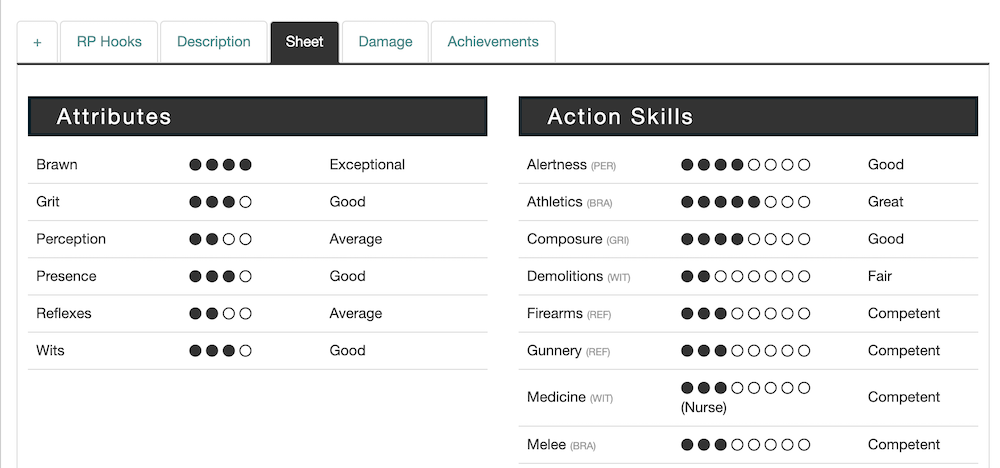 + RP Hooks Description Sheet Damage Achievements
Attributes
Brawn Exceptional
Grit Good
Perception Average
Presence Good
Reflexes Average
Wits Good
Action Skills
Alertness (PER) Good
Athletics (BRA) Great
Composure (GRI) Good
Demolitions (WIT) Fair
Firearms (REF) Competent
Gunnery (REF) Competent
Medicine (WIT) (Nurse) Competent
Melee (BRA) Competent